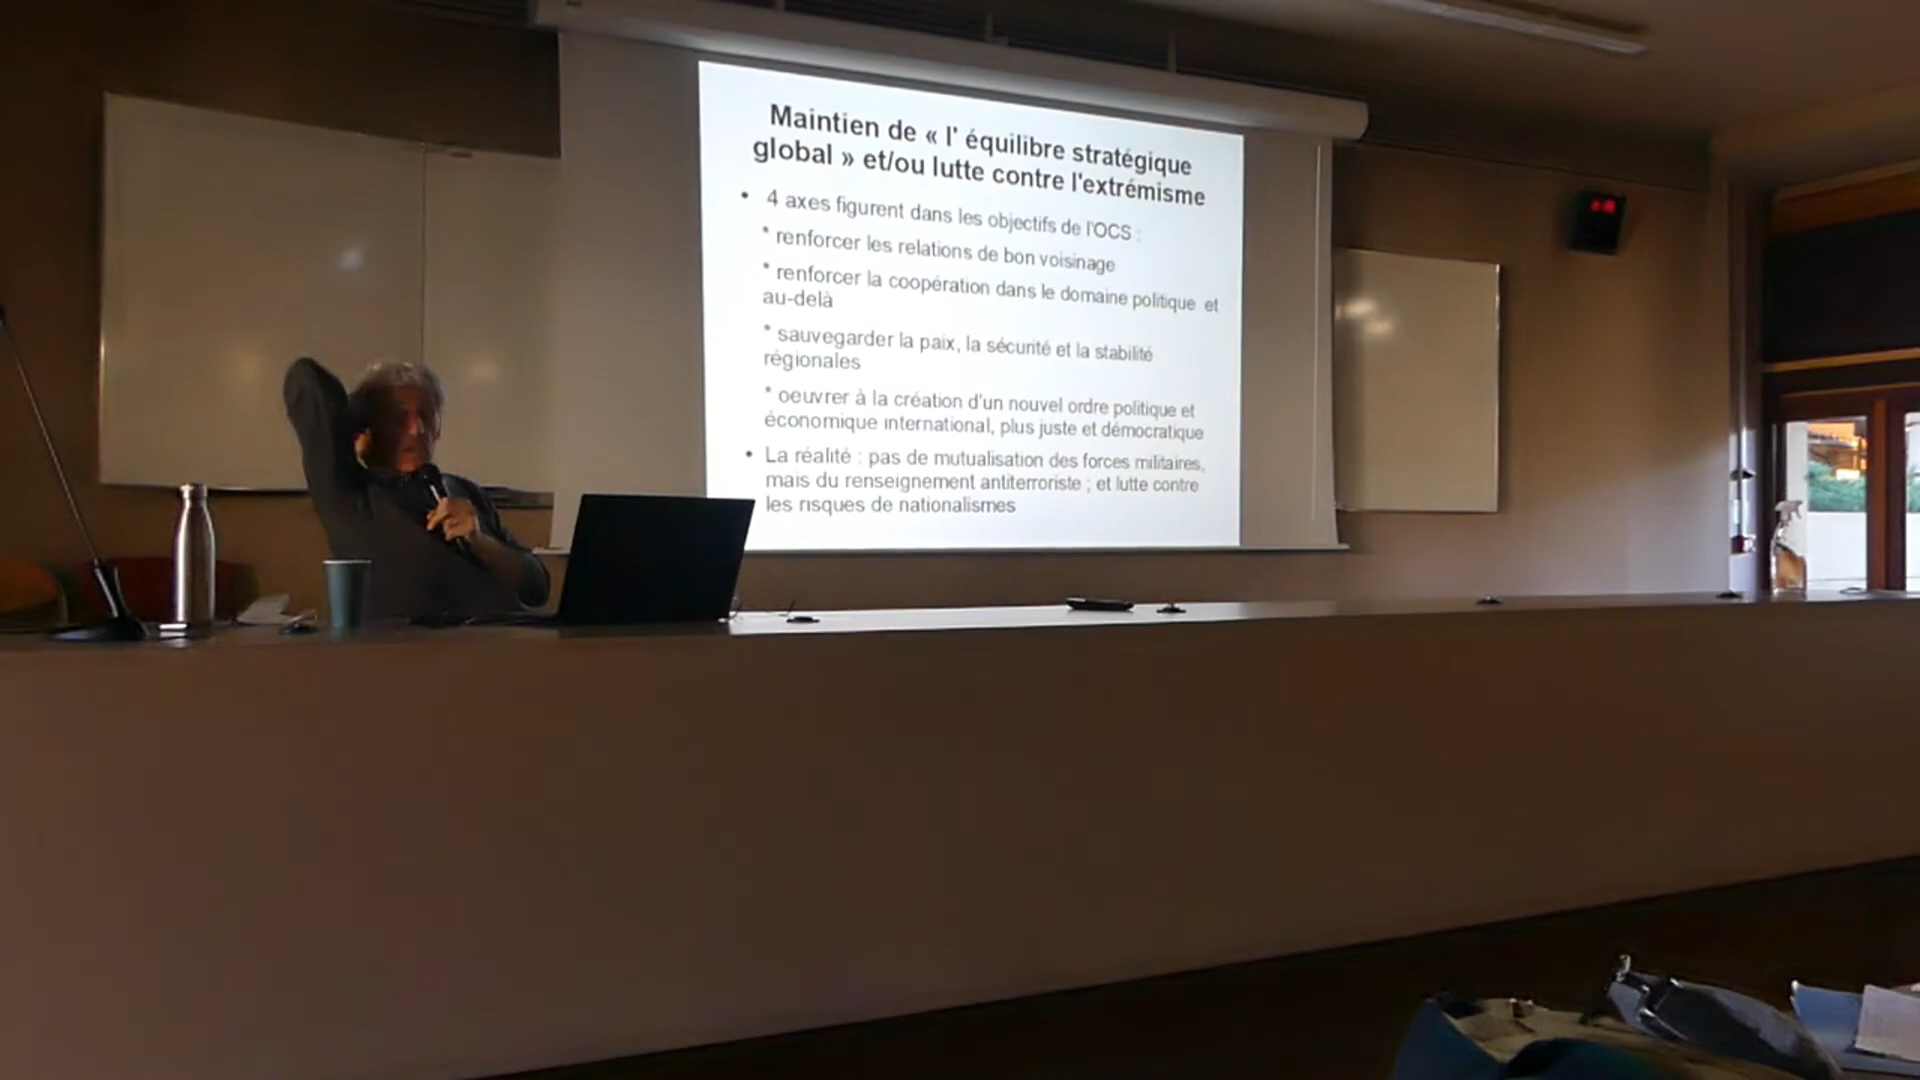 Maintien de « l' équilibre stratégique
global » et/ou lutte contre l'extrémisme
• 4 axes figurent dans les objectifs de l'OCS :
* renforcer les relations de bon voisinage
* renforcer la coopération dans le domaine politique et
au-delà
* sauvegarder la paix, la sécurité et la stabilité
régionales
* oeuvrer à la création d'un nouvel ordre politique et
économique international, plus juste et démocratique
• La réalité : pas de mutualisation des forces militaires,
mais du renseignement antiterroriste ; et lutte contre
les risques de nationalismes